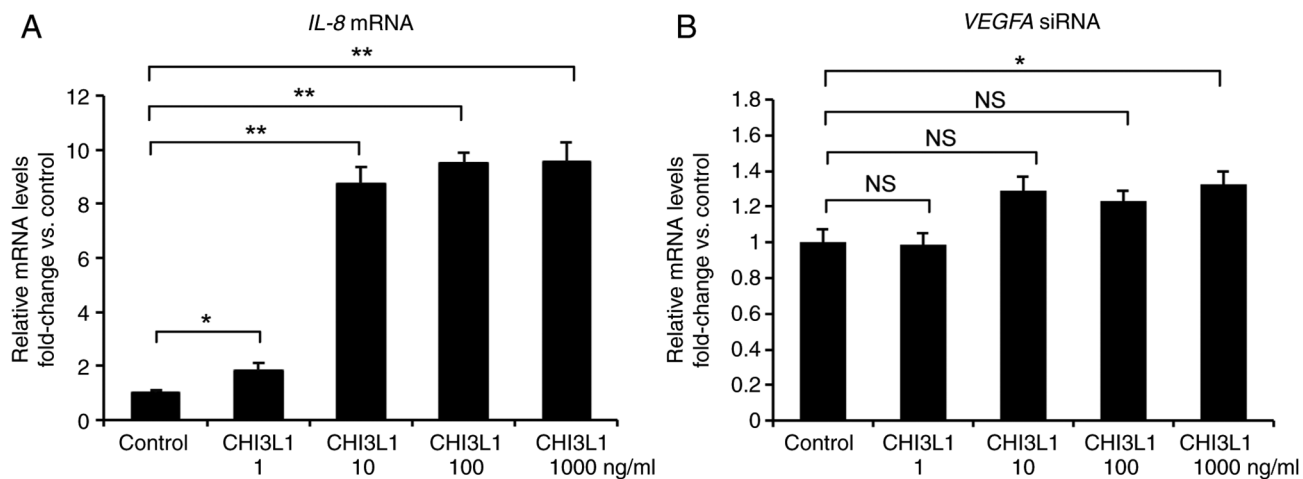 A
IL-8 mRNA
**
**
**
*
Relative mRNA levels
fold-change vs. control
12
10
8
6
4
2
0
Control
CHI3L1
1
CHI3L1
10
CHI3L1
100
CHI3L1
1000 ng/ml
B
VEGFA siRNA
*
NS
NS
NS
Relative mRNA levels
fold-change vs. control
1.8
1.6
1.4
1.2
1
0.8
0.6
0.4
0.2
0
Control
CHI3L1
1
CHI3L1
10
CHI3L1
100
CHI3L1
1000 ng/ml